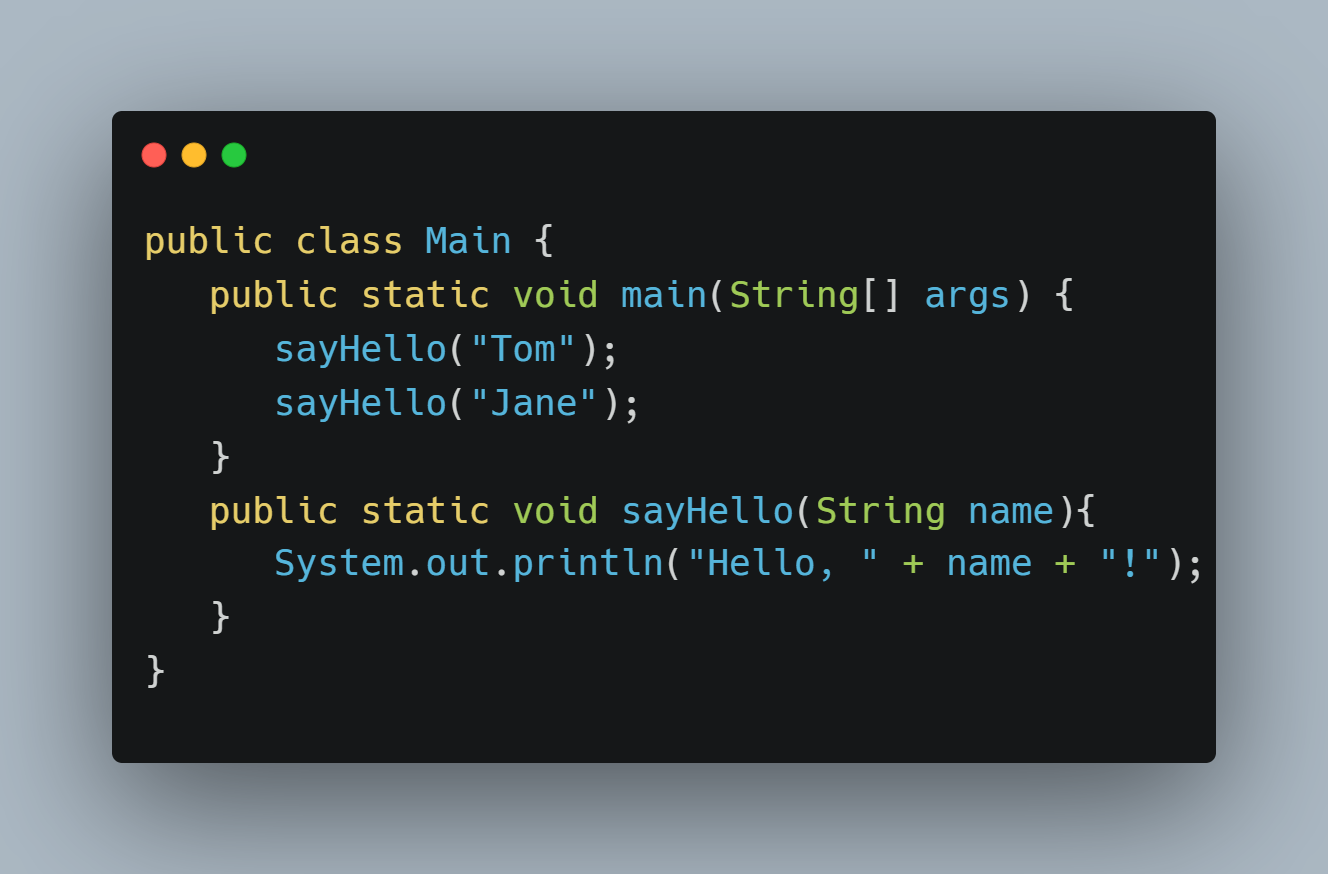 public class Main {
   public static void main(String[] args) {
      sayHello("Tom");
      sayHello("Jane");
   }
   public static void sayHello(String name){
      System.out.println("Hello, " + name + "!");
   }
}